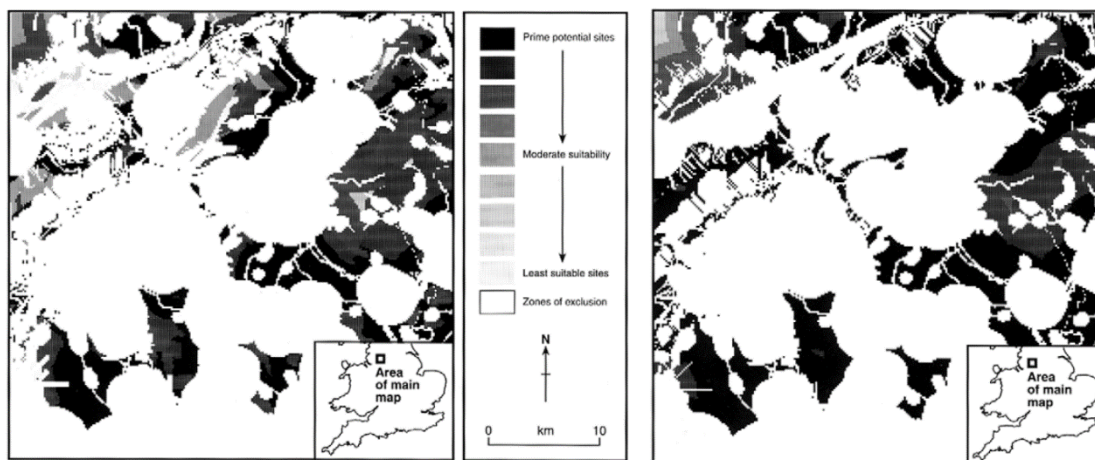 Prime potential sites
Moderate suitability
Least suitable sites
Zones of exclusion
N
0 km 10
Area
of main
map
Area
of main
map